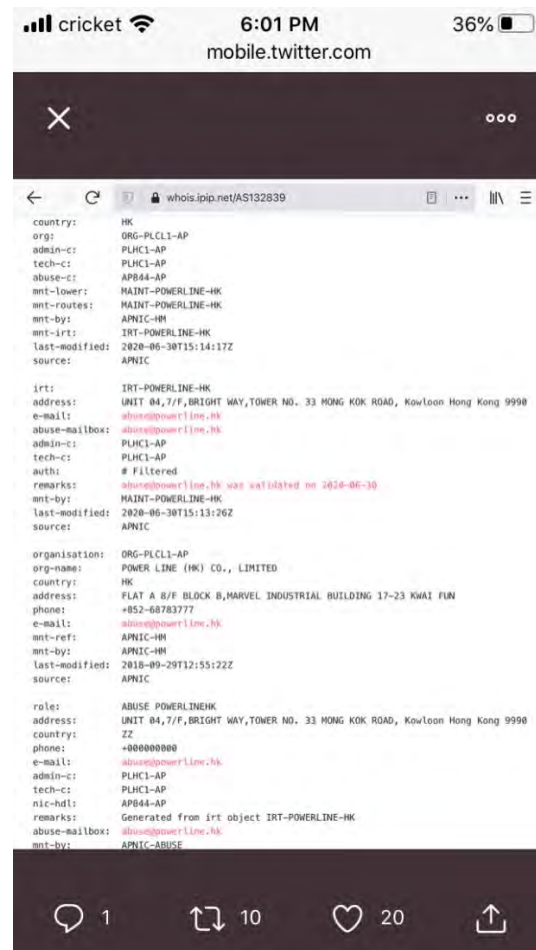 cricket 6:01 PM 36%
mobile.twitter.com
whois.ipip.net/AS132839
country: HK
org: ORG-PLCL1-AP
admin-c: PLHC1-AP
tech-c: PLHC1-AP
abuse-c: AP844-AP
mnt-lower: MAINT-POWERLINE-HK
mnt-routes: MAINT-POWERLINE-HK
mnt-by: APNIC-HM
mnt-irt: IRT-POWERLINE-HK
last-modified: 2020-06-30T15:14:17Z
source: APNIC
irt: IRT-POWERLINE-HK
address: UNIT 04,7/F,BRIGHT WAY,TOWER NO. 33 MONG KOK ROAD, Kowloon Hong Kong 9990
e-mail: abuse@powerline.hk
abuse-mailbox: abuse@powerline.hk
admin-c: PLHC1-AP
tech-c: PLHC1-AP
auth: # Filtered
remarks: abuse@powerline.hk was validated on 2020-06-30
mnt-by: MAINT-POWERLINE-HK
last-modified: 2020-06-30T15:13:26Z
source: APNIC
organisation: ORG-PLCL1-AP
org-name: POWER LINE (HK) CO., LIMITED
country: HK
address: FLAT A 8/F BLOCK B,MARVEL INDUSTRIAL BUILDING 17-23 KWAI FUN
phone: +852-68783777
e-mail: abuse@powerline.hk
mnt-ref: APNIC-HM
mnt-by: APNIC-HM
last-modified: 2018-09-29T12:55:22Z
source: APNIC
role: ABUSE POWERLINEHK
address: UNIT 04,7/F,BRIGHT WAY,TOWER NO. 33 MONG KOK ROAD, Kowloon Hong Kong 9990
country: ZZ
phone: +000000000
e-mail: abuse@powerline.hk
admin-c: PLHC1-AP
tech-c: PLHC1-AP
nic-hdl: AP844-AP
remarks: Generated from irt object IRT-POWERLINE-HK
abuse-mailbox: abuse@powerline.hk
mnt-by: APNIC-ABUSE
1 10 20